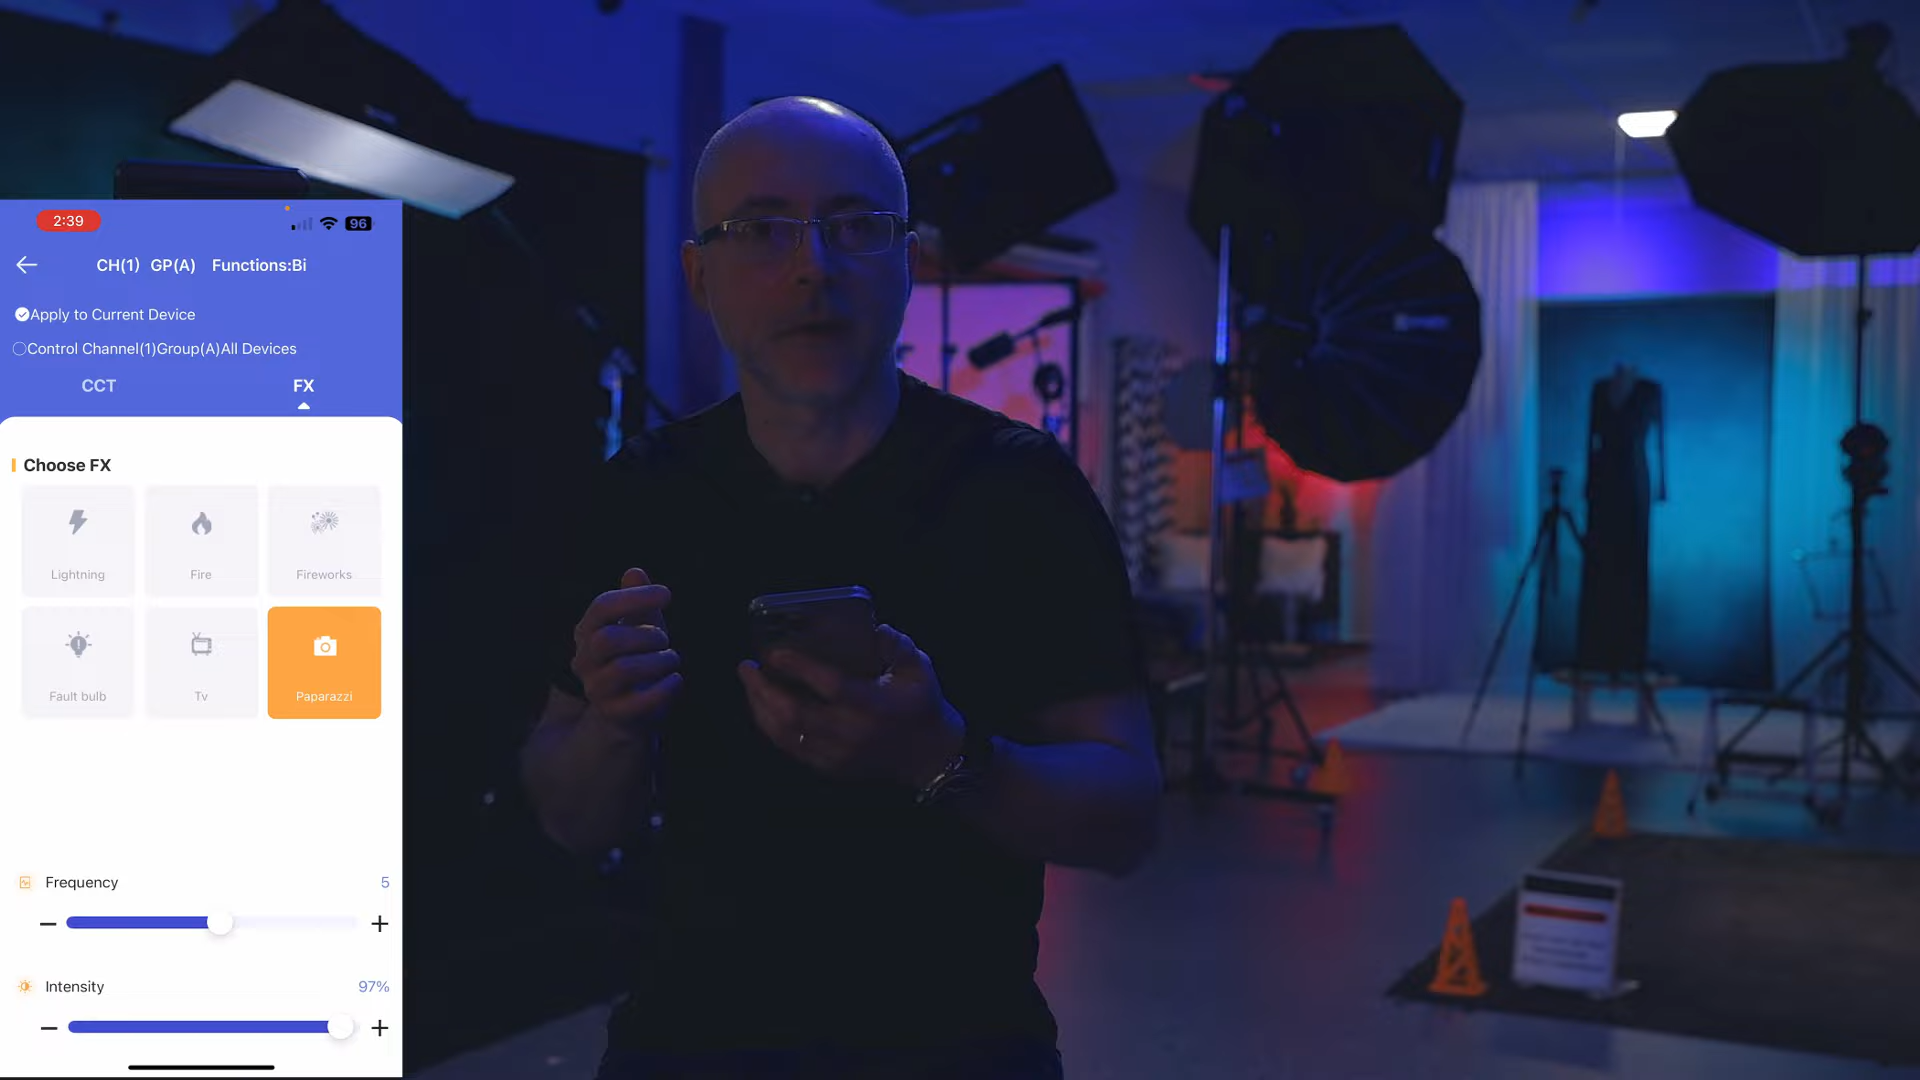 2:39
96
CH(1) GP(A) Functions:Bi
Apply to Current Device
Control Channel(1)Group(A)All Devices
CCT FX
Choose FX
Lightning Fire Fireworks
Fault bulb Tv Paparazzi
Frequency 5
Intensity 97%